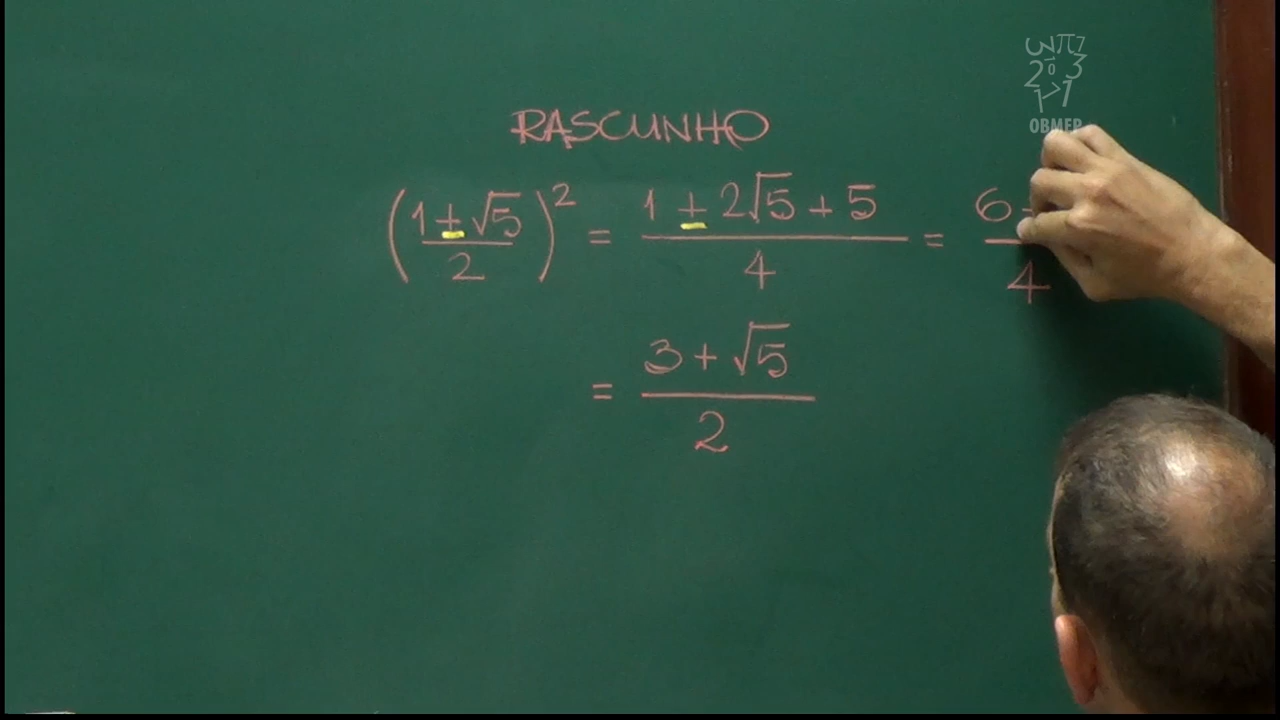 OBMEP
RASCUNHO
(1 ± √5 / 2)² = 1 ± 2√5 + 5 / 4 = 6 / 4
= 3 + √5 / 2